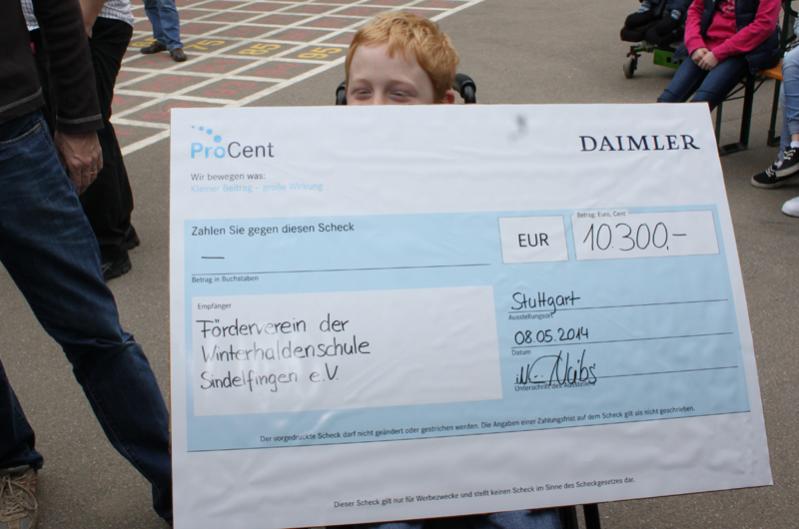 ProCent
DAIMLER
Wir bewegen was:
Kleiner Beitrag – große Wirkung
Zahlen Sie gegen diesen Scheck
—
Betrag in Buchstaben
EUR
Betrag: Euro, Cent
10.300,-
Empfänger
Förderverein der
Winterhaldenschule
Sindelfingen e.V.
Stuttgart
Ausstellungsort
08.05.2014
Datum
Unterschrift des Ausstellers
Der vorgedruckte Scheck darf nicht geändert oder gestrichen werden. Die Angaben einer Zahlungsfrist auf dem Scheck gilt als nicht geschrieben.
Dieser Scheck gilt nur für Werbezwecke und stellt keinen Scheck im Sinne des Scheckgesetzes dar.